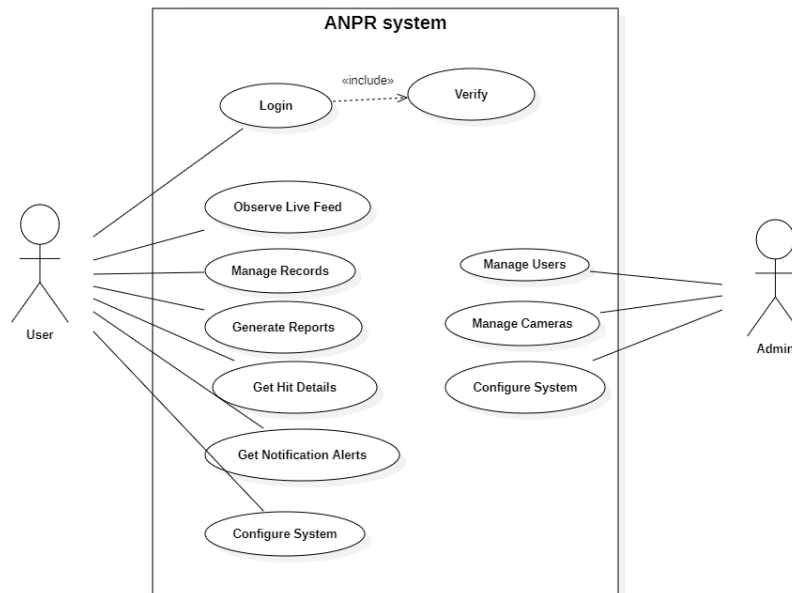 ANPR system
«include»
Login
Verify
Observe Live Feed
Manage Records
Manage Users
Generate Reports
Manage Cameras
User
Admin
Get Hit Details
Configure System
Get Notification Alerts
Configure System